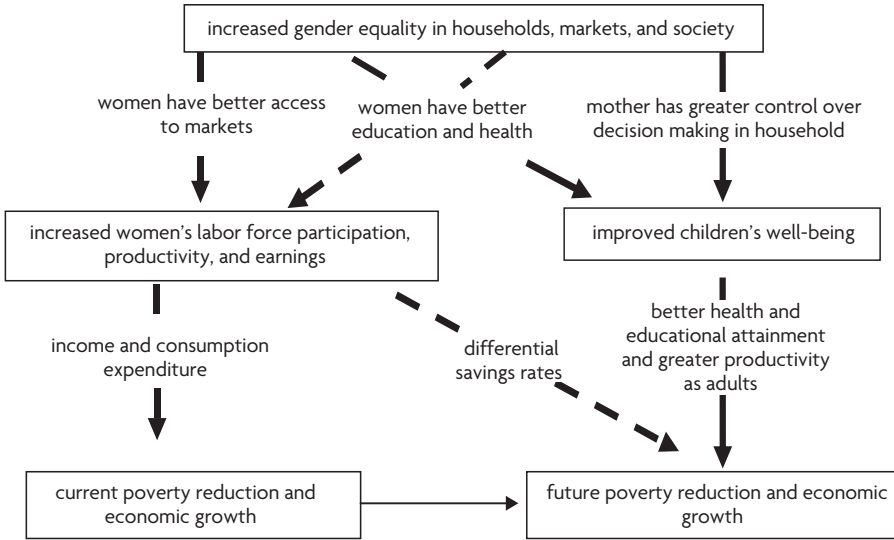 increased gender equality in households, markets, and society
women have better access
to markets
women have better
education and health
mother has greater control over
decision making in household
increased women’s labor force participation,
productivity, and earnings
improved children’s well-being
income and consumption
expenditure
differential
savings rates
better health and
educational attainment
and greater productivity
as adults
current poverty reduction and
economic growth
future poverty reduction and economic
growth